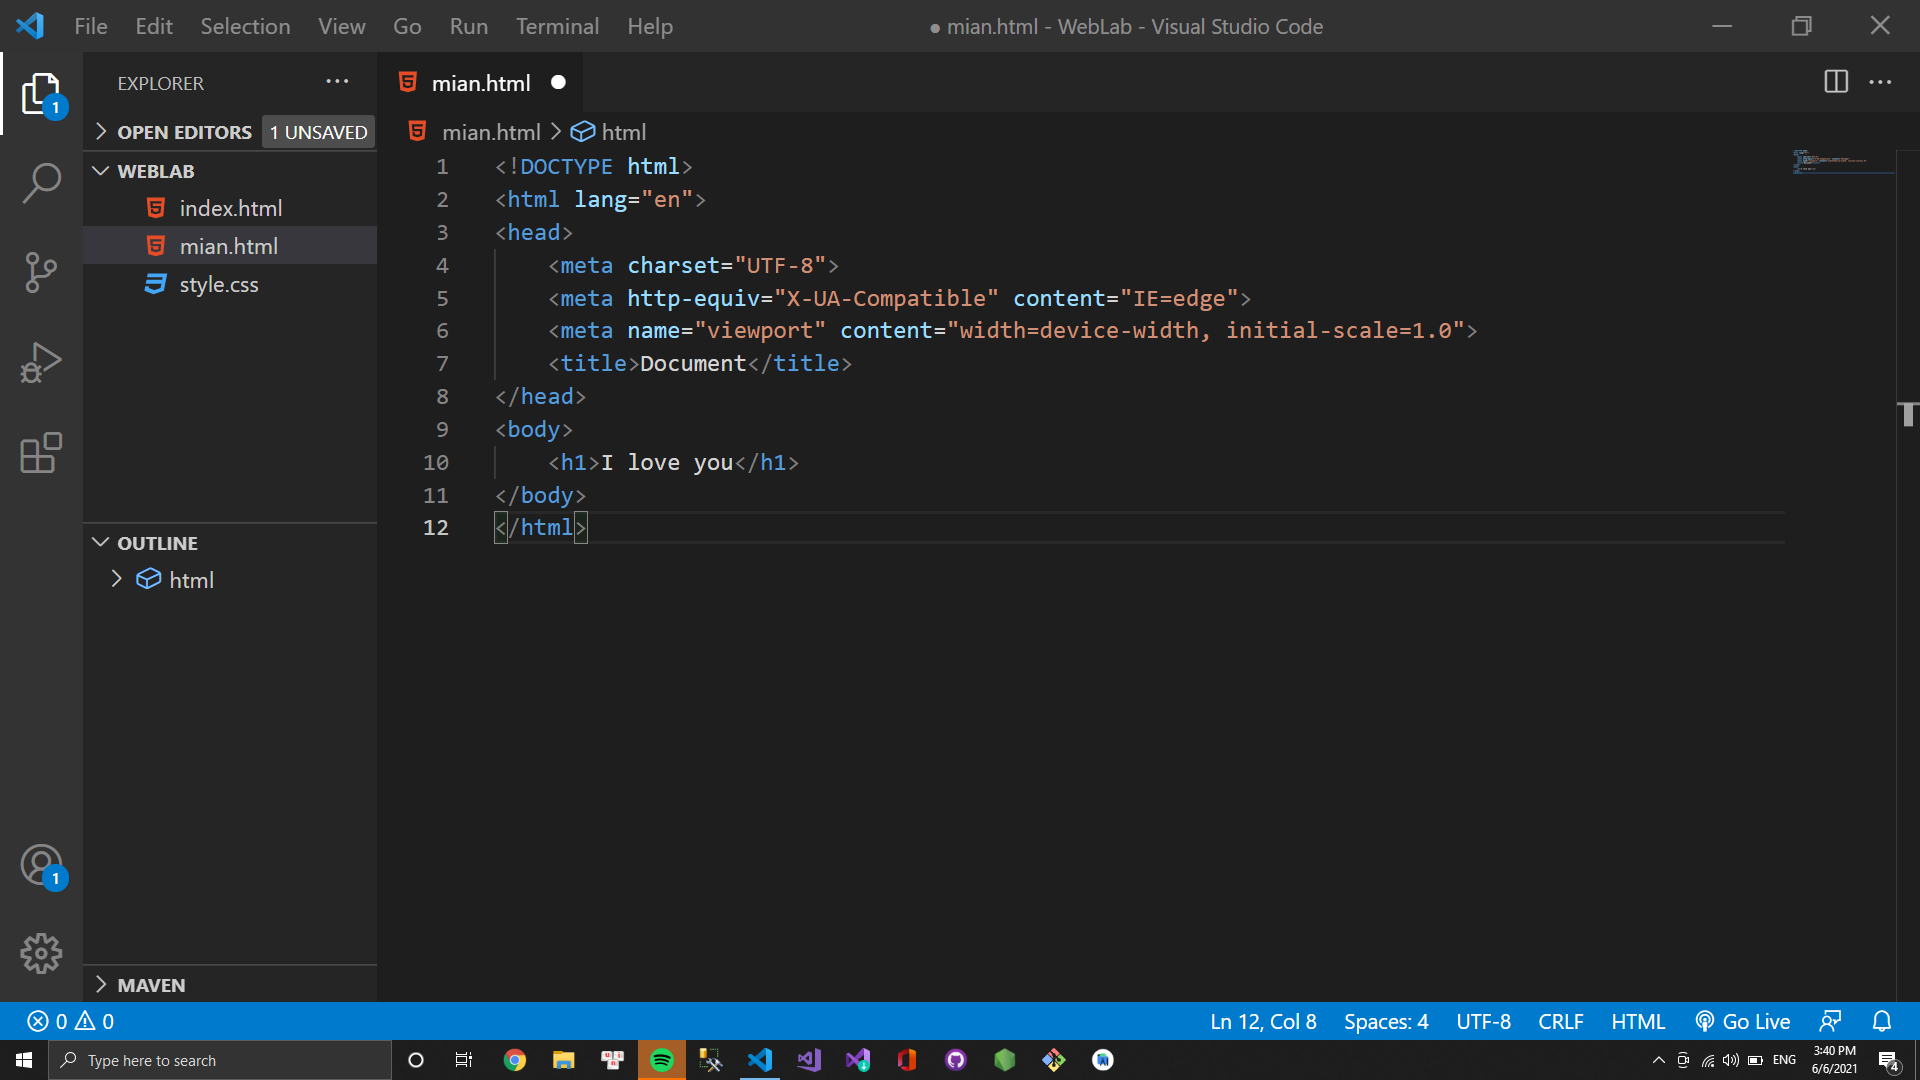 File Edit Selection View Go Run Terminal Help
● mian.html - WebLab - Visual Studio Code
EXPLORER
1
OPEN EDITORS 1 UNSAVED
WEBLAB
index.html
mian.html
style.css
OUTLINE
html
MAVEN
1
mian.html
mian.html > html
1 <!DOCTYPE html>
2 <html lang="en">
3 <head>
4 <meta charset="UTF-8">
5 <meta http-equiv="X-UA-Compatible" content="IE=edge">
6 <meta name="viewport" content="width=device-width, initial-scale=1.0">
7 <title>Document</title>
8 </head>
9 <body>
10 <h1>I love you</h1>
11 </body>
12 </html>
0 0 Ln 12, Col 8 Spaces: 4 UTF-8 CRLF HTML Go Live
Type here to search
ENG
3:40 PM
6/6/2021
4